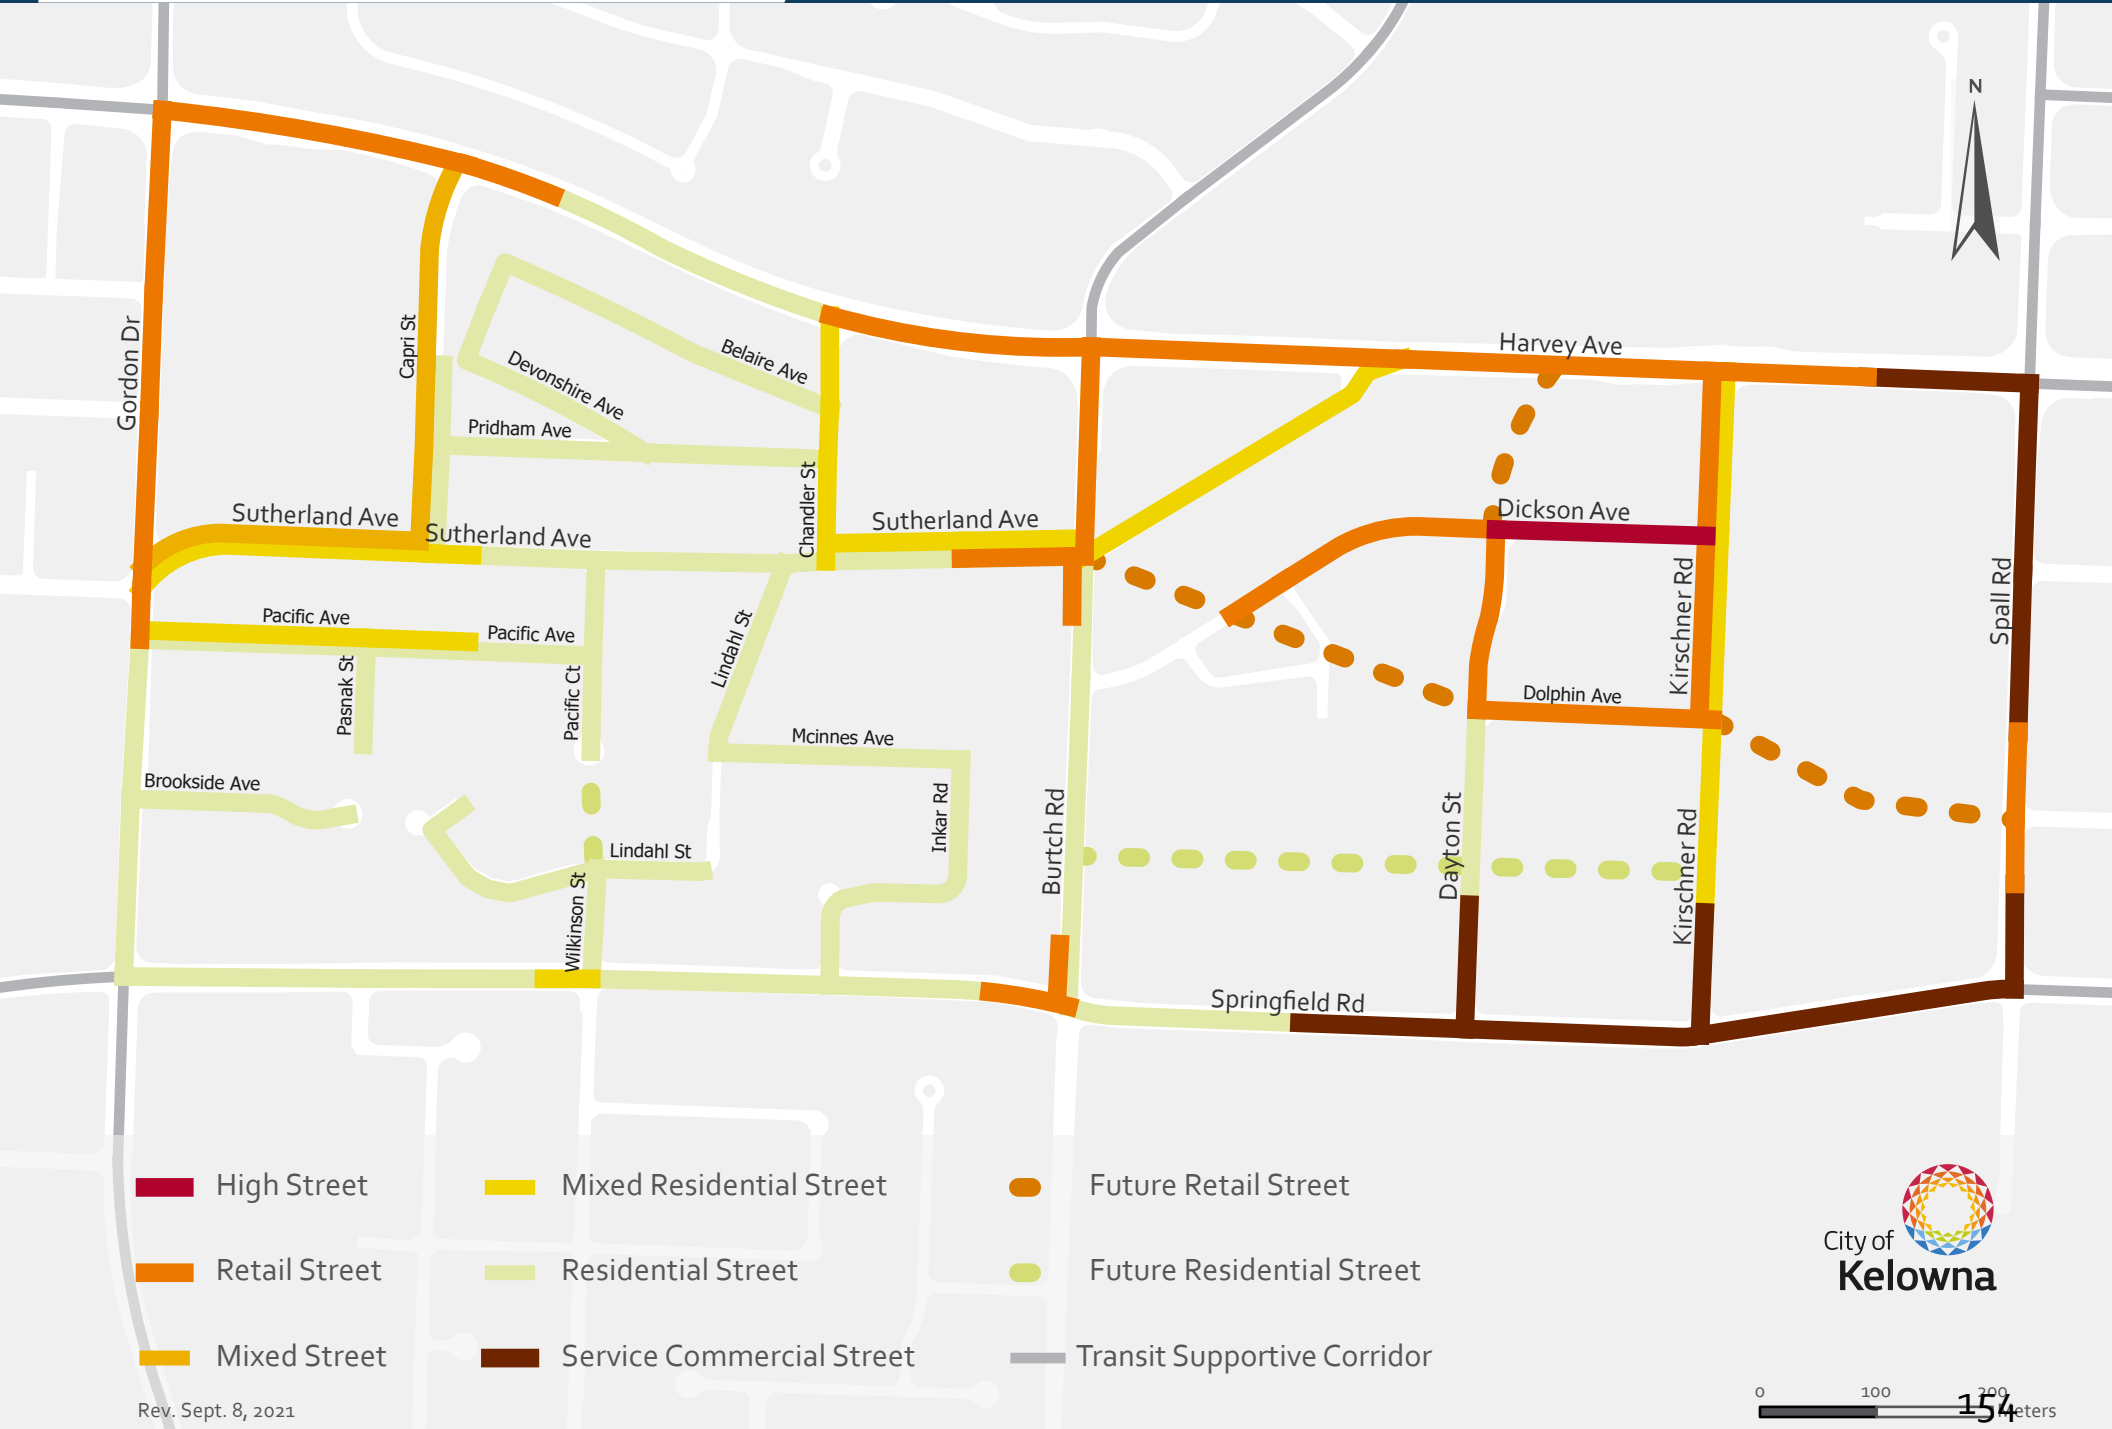 N
Harvey Ave
Gordon Dr
Capri St
Belaire Ave
Devonshire Ave
Pridham Ave
Chandler St
Sutherland Ave
Sutherland Ave
Sutherland Ave
Dickson Ave
Kirschner Rd
Spall Rd
Pacific Ave
Pacific Ave
Pasnak St
Pacific Ct
Lindahl St
Dolphin Ave
Mcinnes Ave
Brookside Ave
Inkar Rd
Burtch Rd
Dayton St
Kirschner Rd
Lindahl St
Wilkinson St
Springfield Rd
High Street
Mixed Residential Street
Future Retail Street
Retail Street
Residential Street
Future Residential Street
Mixed Street
Service Commercial Street
Transit Supportive Corridor
City of
Kelowna
Rev. Sept. 8, 2021
0 100 200
154
Meters